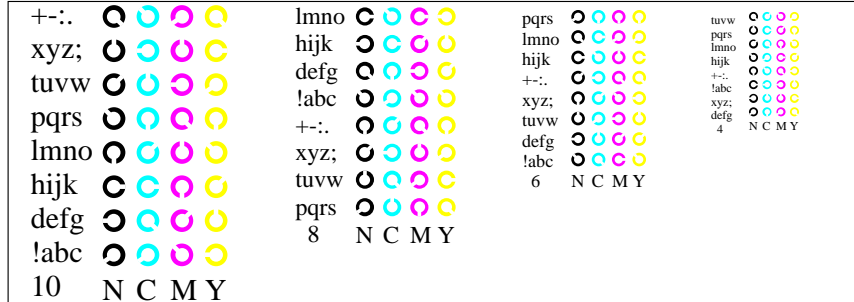 +-:.
xyz;
tuvw
pqrs
lmno
hijk
defg
!abc
10 N C M Y
lmno
hijk
defg
!abc
+-:.
xyz;
tuvw
pqrs
8 N C M Y
pqrs
lmno
hijk
+-:.
xyz;
tuvw
defg
!abc
6 N C M Y
tuvw
pqrs
lmno
hijk
+-:.
!abc
xyz;
defg
4 N C M Y